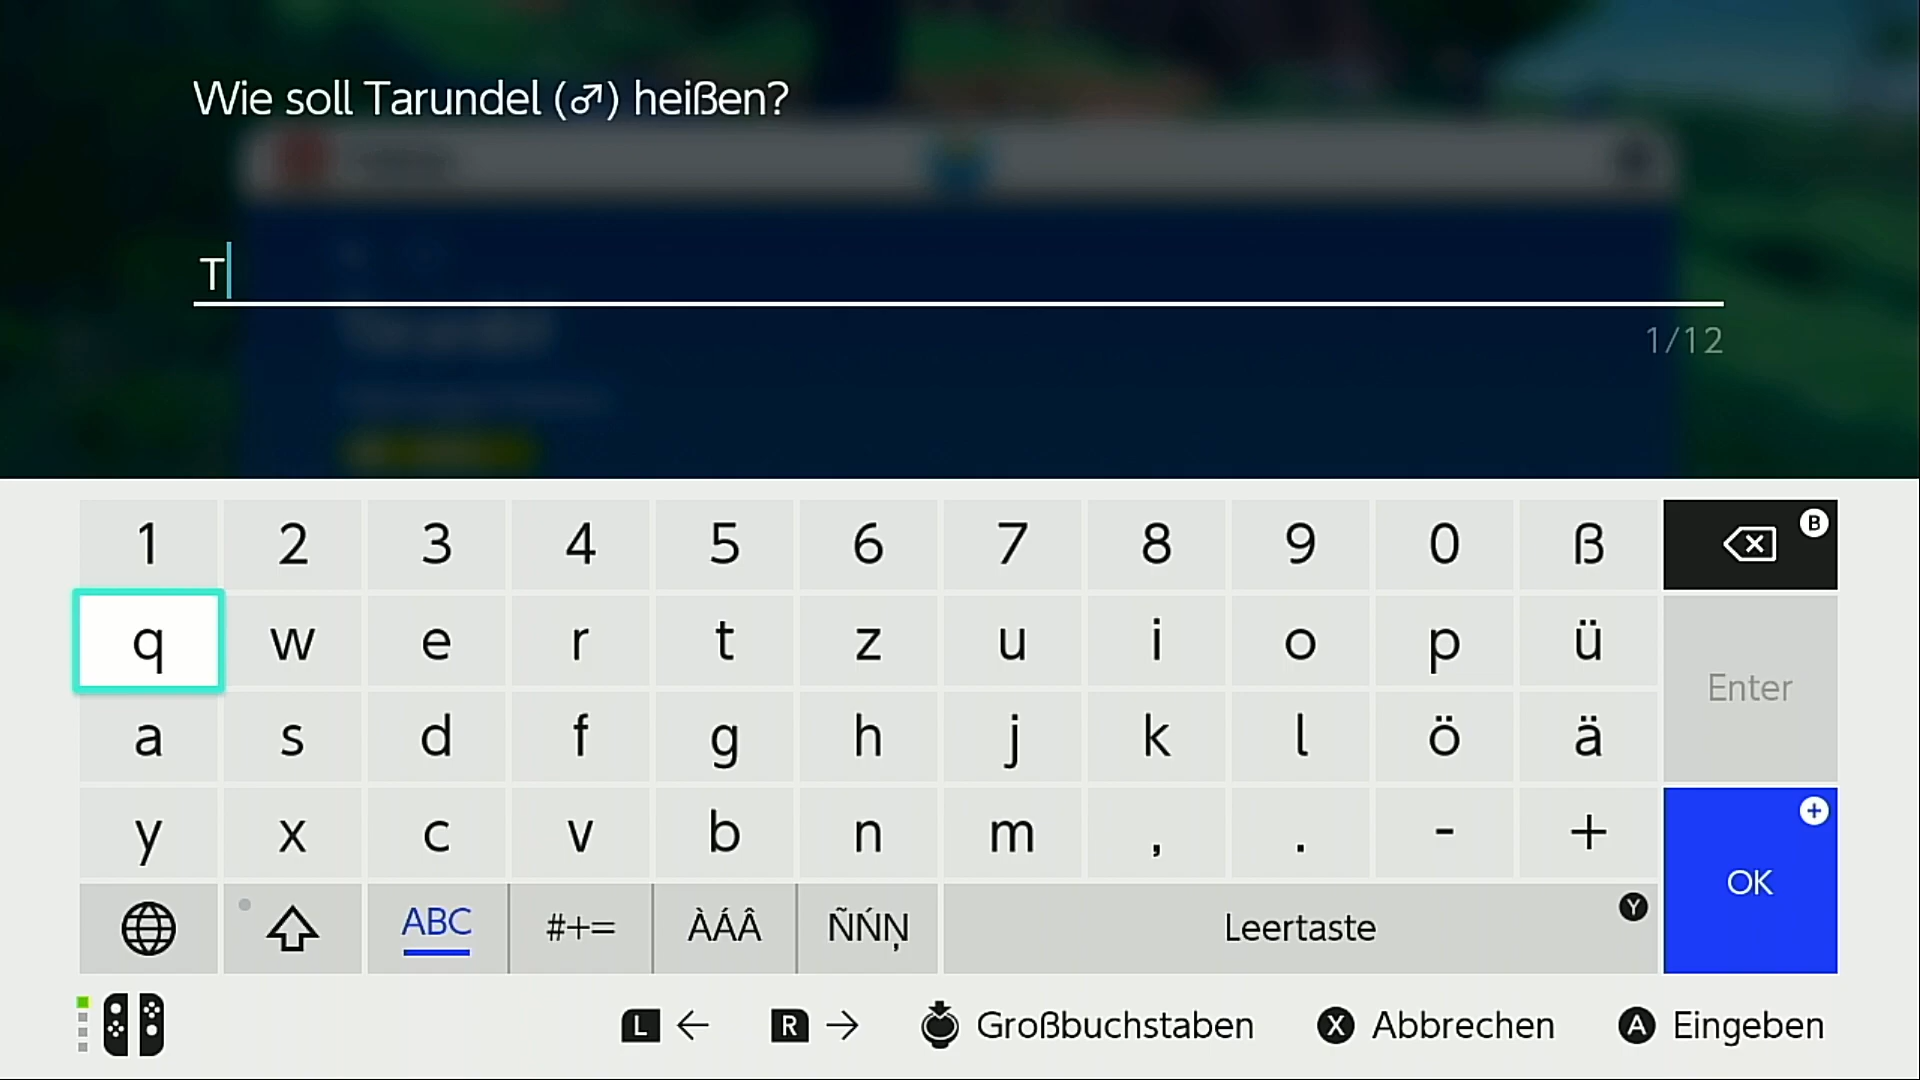 Wie soll Tarundel (♂) heißen?
T
1/12
1 2 3 4 5 6 7 8 9 0 ß B
q w e r t z u i o p ü Enter
a s d f g h j k l ö ä
y x c v b n m , . - + +
ABC #+= ÀÁÂ ÑŃŅ Leertaste Y OK
L ← R → Großbuchstaben X Abbrechen A Eingeben